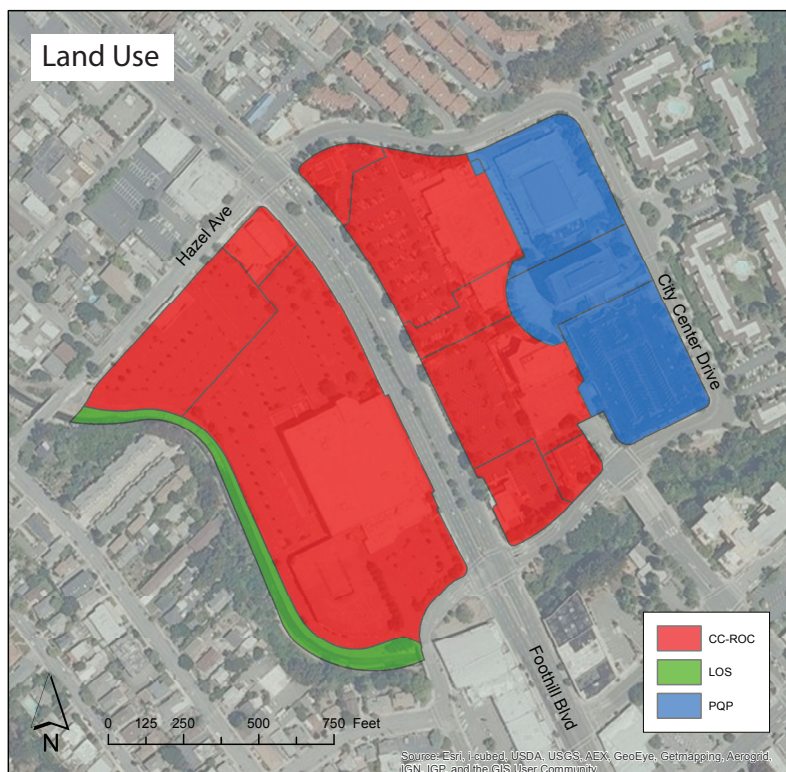 Land Use
Hazel Ave
City Center Drive
Foothill Blvd
CC-ROC
LOS
PQP
N
0 125 250 500 750 Feet
Source: Esri, i-cubed, USDA, USGS, AEX, GeoEye, Getmapping, Aerogrid,
IGN, IGP, and the GIS User Community